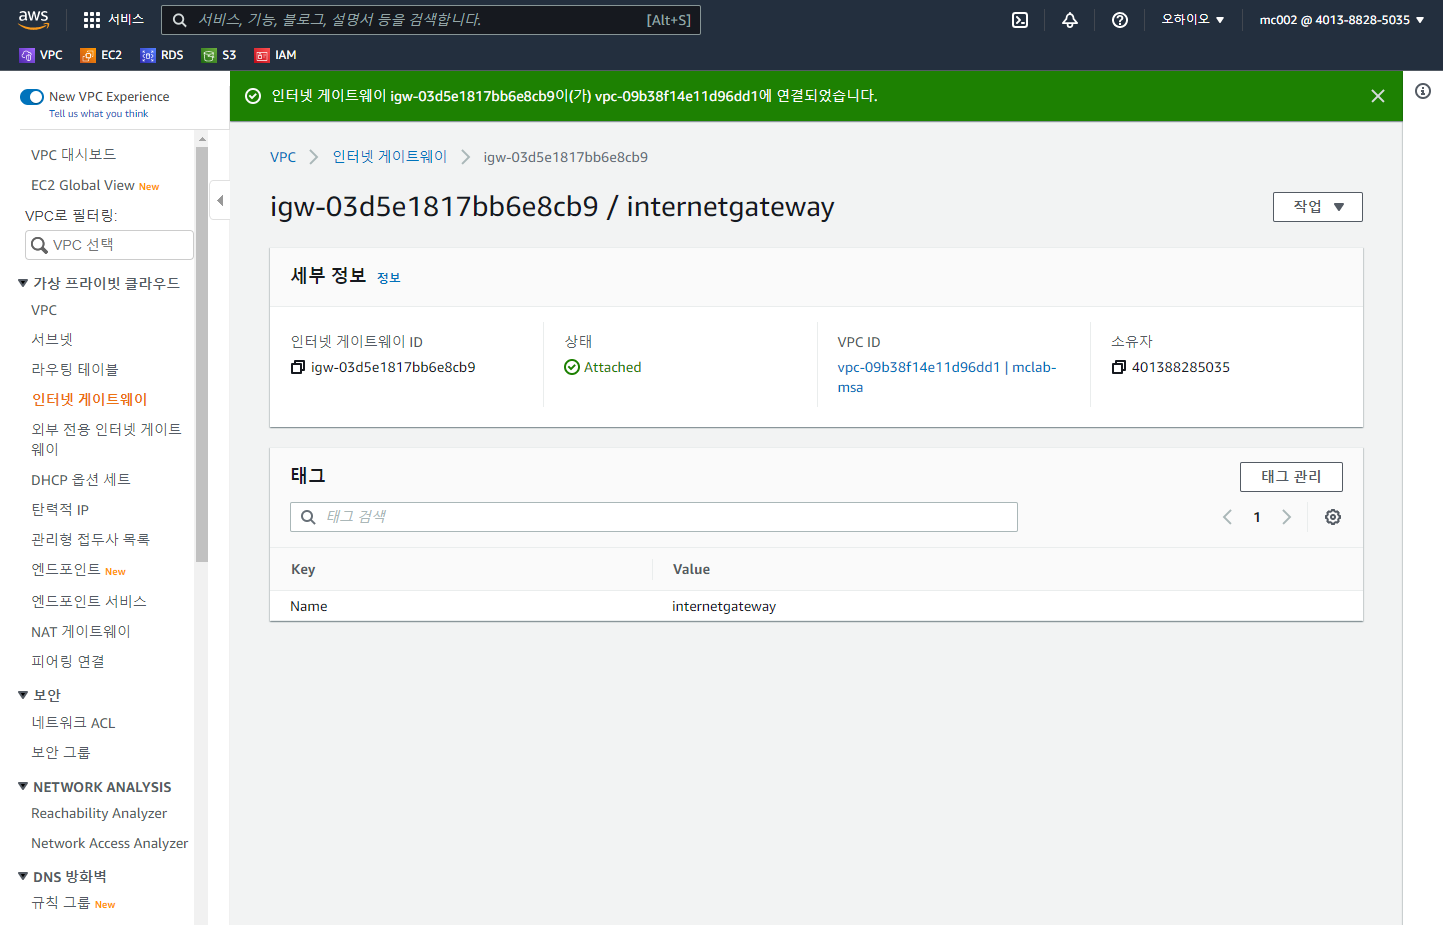 aws
서비스
서비스, 기능, 블로그, 설명서 등을 검색합니다.
[Alt+S]
오하이오 ▼
mc002 @ 4013-8828-5035 ▼
VPC
EC2
RDS
S3
IAM
New VPC Experience
Tell us what you think
VPC 대시보드
EC2 Global View New
VPC로 필터링:
VPC 선택
가상 프라이빗 클라우드
VPC
서브넷
라우팅 테이블
인터넷 게이트웨이
외부 전용 인터넷 게이트
웨이
DHCP 옵션 세트
탄력적 IP
관리형 접두사 목록
엔드포인트 New
엔드포인트 서비스
NAT 게이트웨이
피어링 연결
보안
네트워크 ACL
보안 그룹
NETWORK ANALYSIS
Reachability Analyzer
Network Access Analyzer
DNS 방화벽
규칙 그룹 New
인터넷 게이트웨이 igw-03d5e1817bb6e8cb9이(가) vpc-09b38f14e11d96dd1에 연결되었습니다.
VPC
인터넷 게이트웨이
igw-03d5e1817bb6e8cb9
igw-03d5e1817bb6e8cb9 / internetgateway
작업 ▼
세부 정보 정보
인터넷 게이트웨이 ID
igw-03d5e1817bb6e8cb9
상태
Attached
VPC ID
vpc-09b38f14e11d96dd1 | mclab-
msa
소유자
401388285035
태그
태그 관리
태그 검색
1
Key
Value
Name
internetgateway